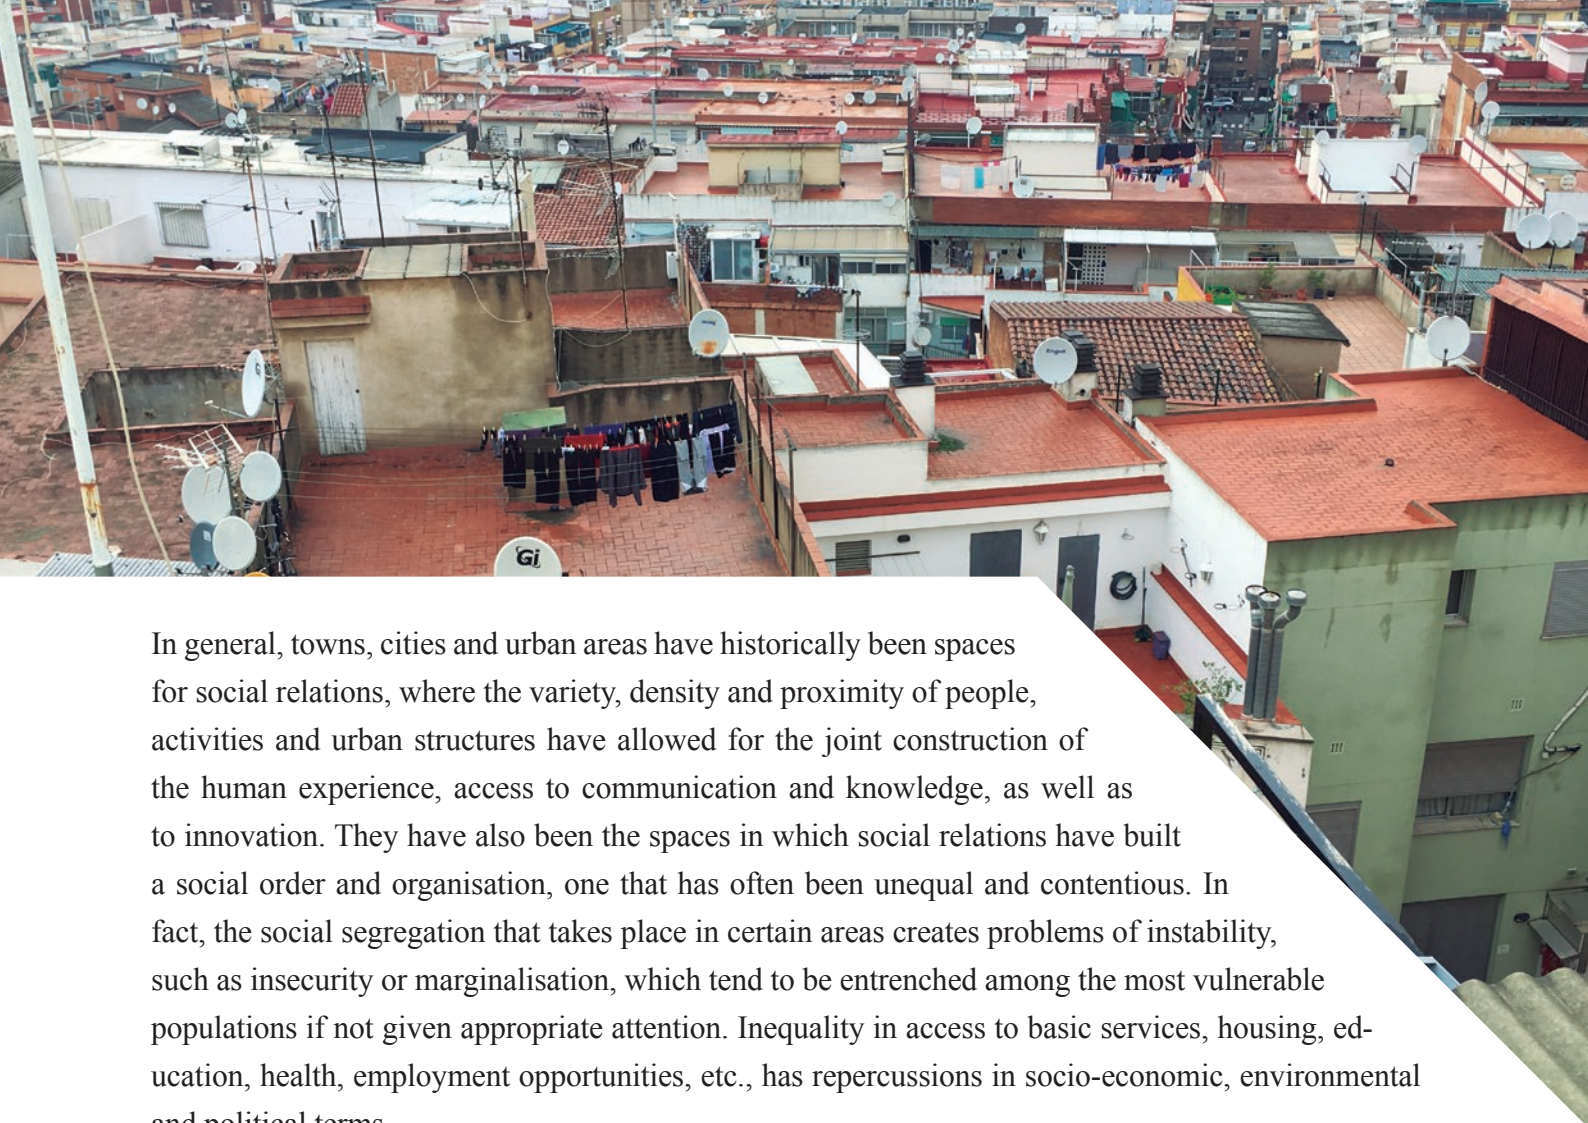 Gi
In general, towns, cities and urban areas have historically been spaces
for social relations, where the variety, density and proximity of people,
activities and urban structures have allowed for the joint construction of
the human experience, access to communication and knowledge, as well as
to innovation. They have also been the spaces in which social relations have built
a social order and organisation, one that has often been unequal and contentious. In
fact, the social segregation that takes place in certain areas creates problems of instability,
such as insecurity or marginalisation, which tend to be entrenched among the most vulnerable
populations if not given appropriate attention. Inequality in access to basic services, housing, ed-
ucation, health, employment opportunities, etc., has repercussions in socio-economic, environmental
and political terms.